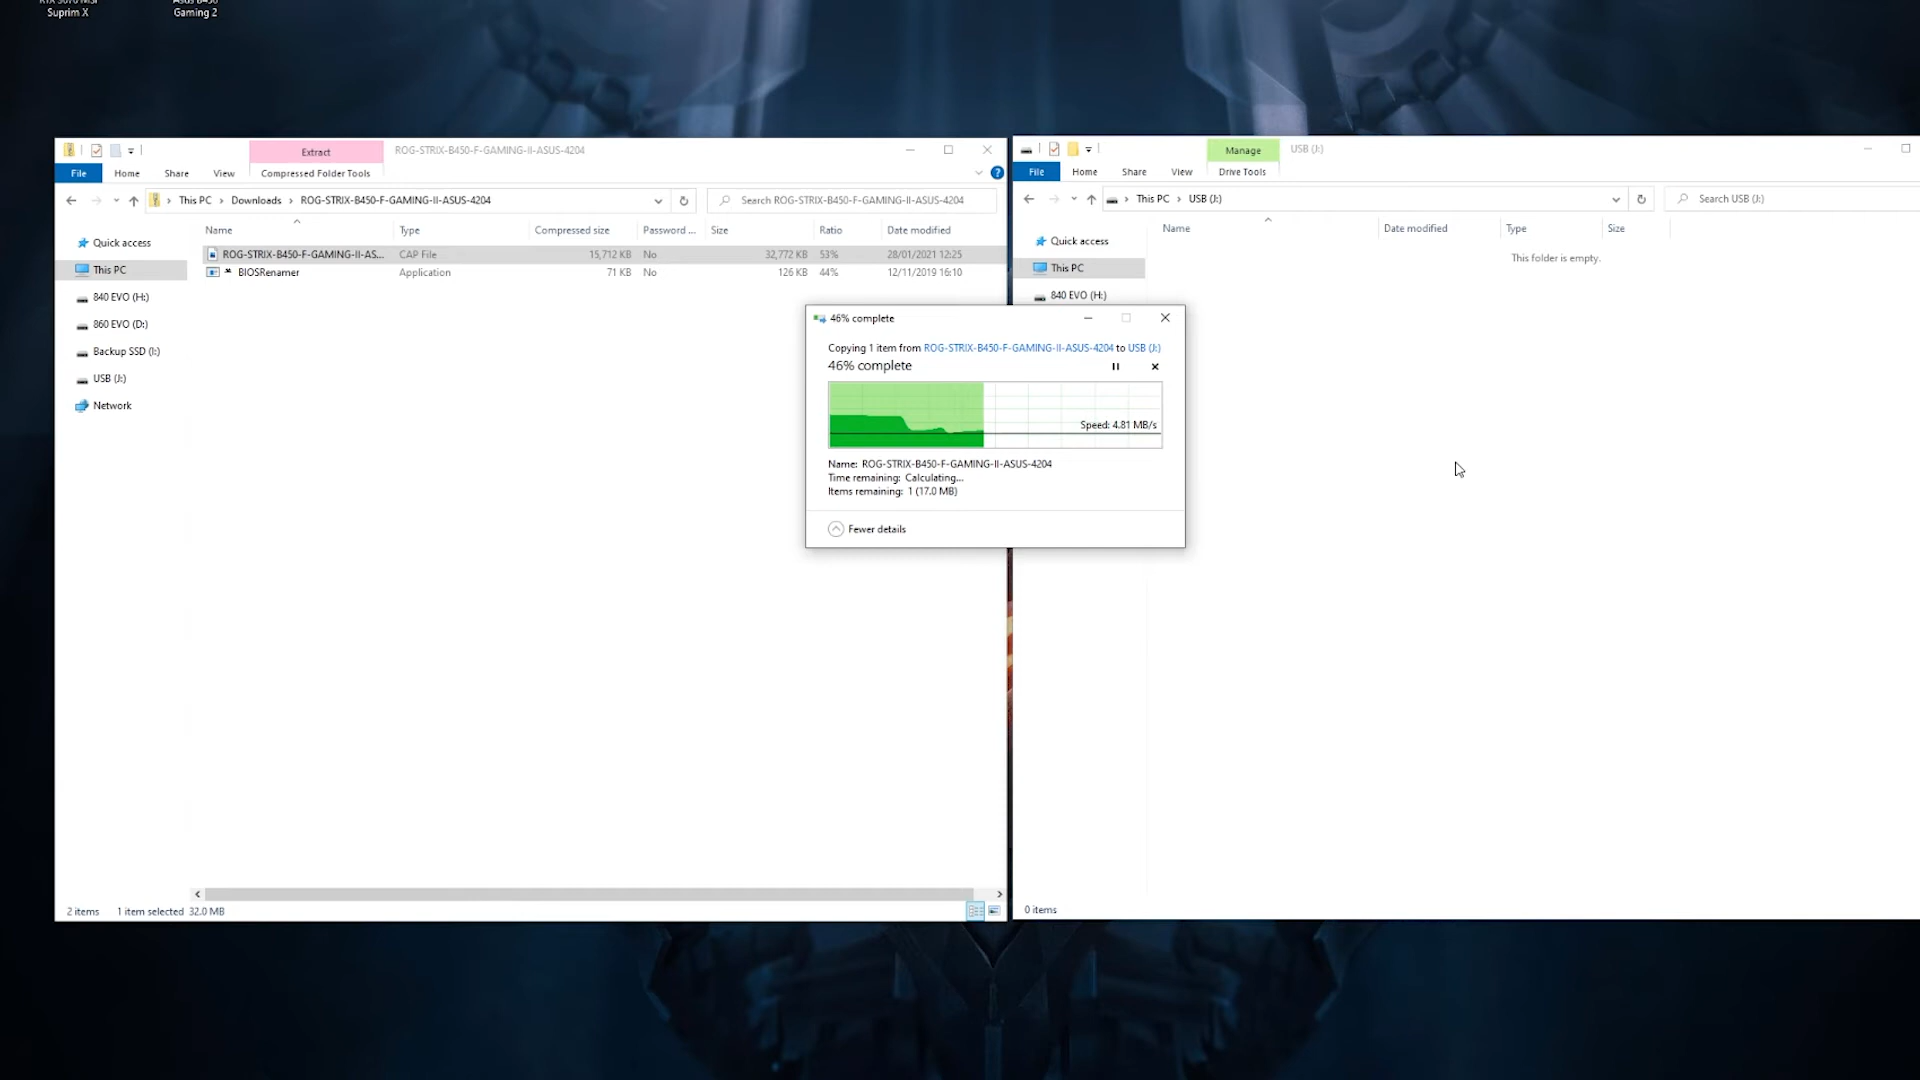 Suprim X
Gaming 2
Extract
ROG-STRIX-B450-F-GAMING-II-ASUS-4204
File
Home
Share
View
Compressed Folder Tools
This PC
Downloads
ROG-STRIX-B450-F-GAMING-II-ASUS-4204
Search ROG-STRIX-B450-F-GAMING-II-ASUS-4204
Name
Type
Compressed size
Password ...
Size
Ratio
Date modified
Quick access
This PC
840 EVO (H:)
860 EVO (D:)
Backup SSD (I:)
USB (J:)
Network
ROG-STRIX-B450-F-GAMING-II-AS...
CAP File
15,712 KB
No
32,772 KB
53%
28/01/2021 12:25
BIOSRenamer
Application
71 KB
No
126 KB
44%
12/11/2019 16:10
2 items
1 item selected 32.0 MB
Manage
USB (J:)
File
Home
Share
View
Drive Tools
This PC
USB (J:)
Search USB (J:)
Name
Date modified
Type
Size
Quick access
This PC
840 EVO (H:)
This folder is empty.
0 items
46% complete
Copying 1 item from ROG-STRIX-B450-F-GAMING-II-ASUS-4204 to USB (J:)
46% complete
Speed: 4.81 MB/s
Name: ROG-STRIX-B450-F-GAMING-II-ASUS-4204
Time remaining: Calculating...
Items remaining: 1 (17.0 MB)
Fewer details